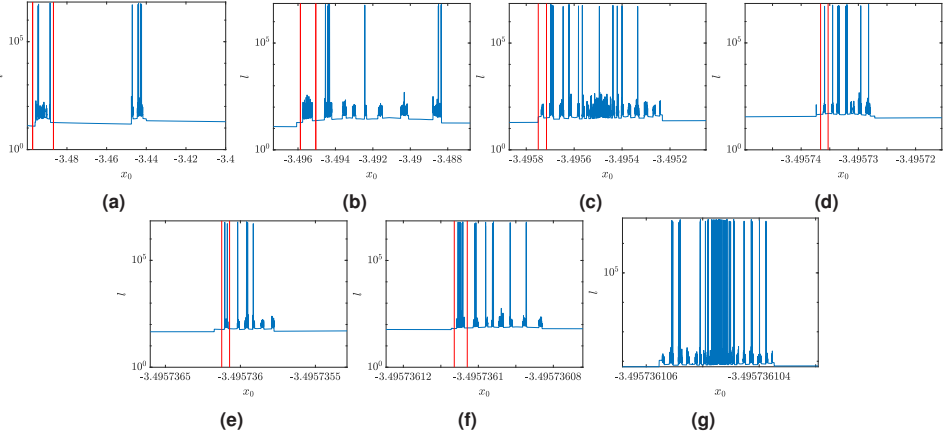 10^5
l
10^0
-3.48 -3.46 -3.44 -3.42 -3.4
x_0
(a)
10^5
l
10^0
-3.496 -3.494 -3.492 -3.49 -3.488
x_0
(b)
10^5
l
10^0
-3.4958 -3.4956 -3.4954 -3.4952
x_0
(c)
10^5
l
10^0
-3.49574 -3.49573 -3.49572
x_0
(d)
10^5
l
10^0
-3.4957365 -3.495736 -3.4957355
x_0
(e)
10^5
l
10^0
-3.49573612 -3.4957361 -3.49573608
x_0
(f)
10^5
l
-3.495736106 -3.495736104
x_0
(g)